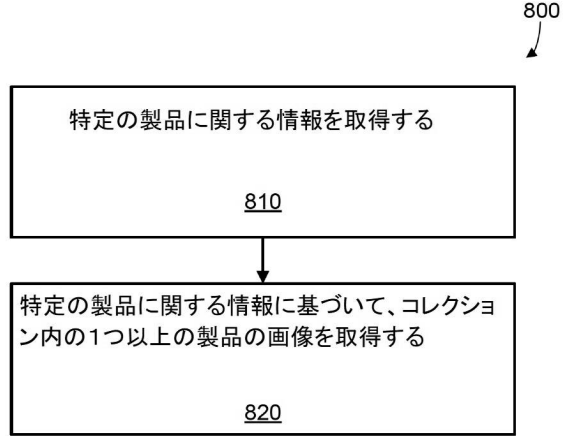 800
特定の製品に関する情報を取得する
810
特定の製品に関する情報に基づいて、コレクショ
ン内の１つ以上の製品の画像を取得する
820